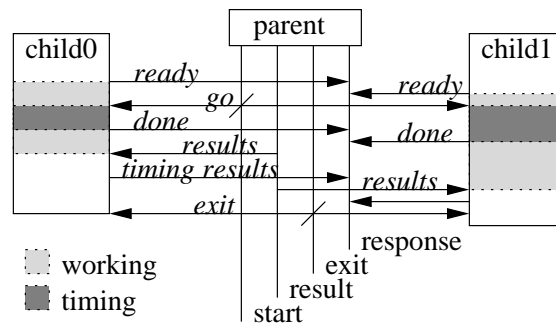 parent
child0
child1
ready
ready
go
done
done
results
timing results
results
exit
response
exit
result
start
working
timing